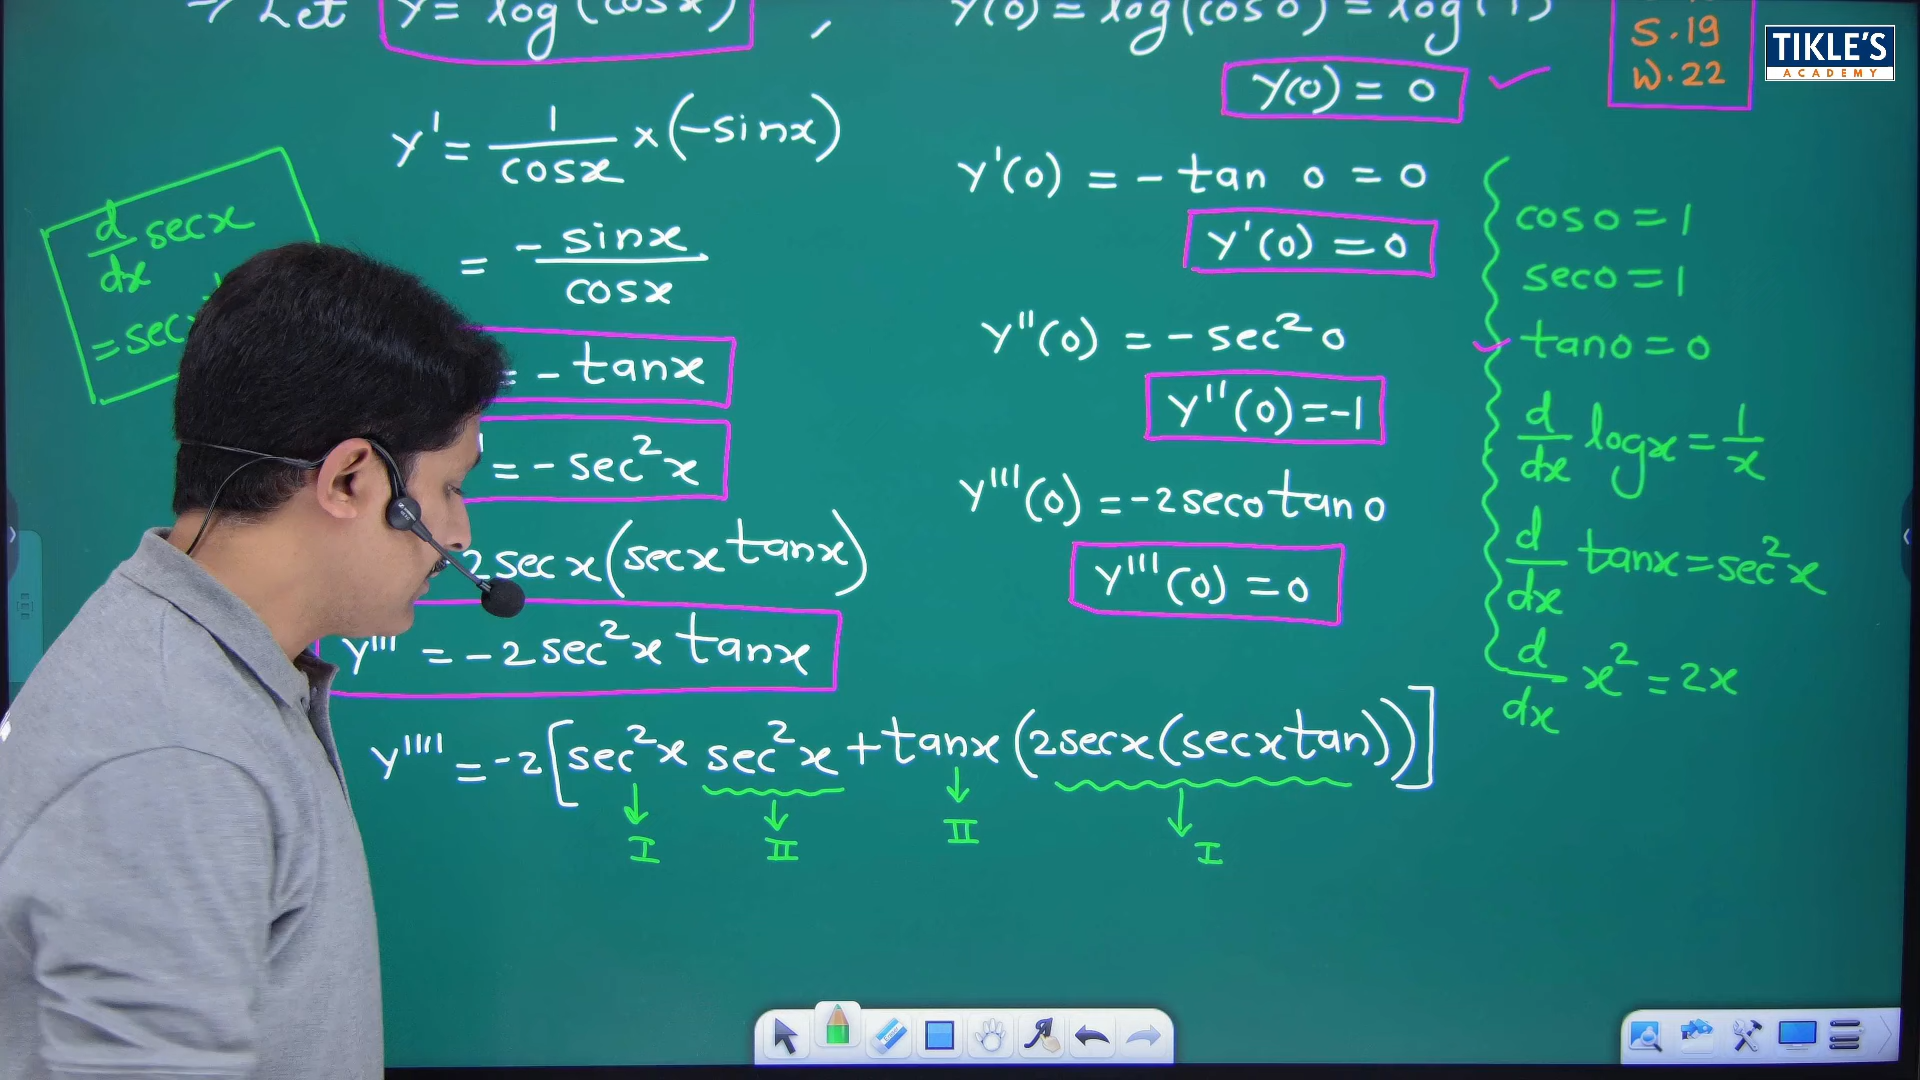 → Let y = log(cosx) , y(0) = log(cos0) = log(1)
y(0) = 0
S.19
W.22
TIKLE'S
ACADEMY
y' = 1/cosx × (-sinx)
= -sinx/cosx
= - tanx
= - sec²x
2secx(secx tanx)
y''' = -2sec²x tanx
y'''' = -2[sec²x sec²x + tanx (2secx(secxtan))]
I
II
II
I
d/dx secx
= sec
y'(0) = - tan 0 = 0
y'(0) = 0
y''(0) = - sec² 0
y''(0) = -1
y'''(0) = -2sec0 tan0
y'''(0) = 0
cos0 = 1
sec0 = 1
tan0 = 0
d/dx logx = 1/x
d/dx tanx = sec²x
d/dx x² = 2x